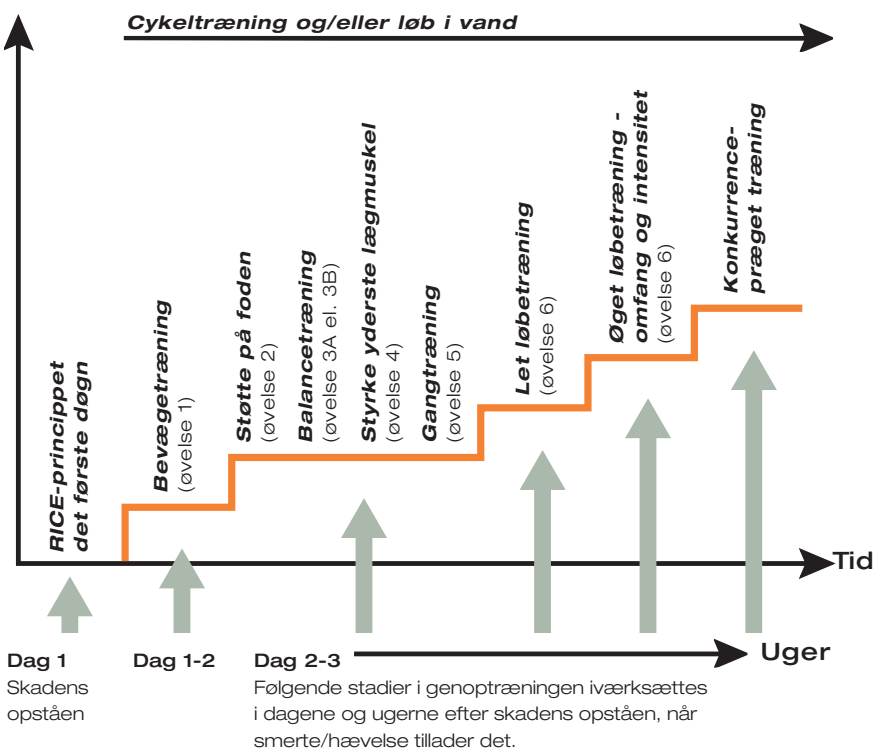 Cykeltræning og/eller løb i vand
RICE-princippet
det første døgn
Bevægetræning
(øvelse 1)
Støtte på foden
(øvelse 2)
Balancetræning
(øvelse 3A el. 3B)
Styrke yderste lægmuskel
(øvelse 4)
Gangtræning
(øvelse 5)
Let løbetræning
(øvelse 6)
Øget løbetræning -
omfang og intensitet
(øvelse 6)
Konkurrence-
præget træning
Tid
Dag 1
Skadens
opståen
Dag 1-2
Dag 2-3
Uger
Følgende stadier i genoptræningen iværksættes
i dagene og ugerne efter skadens opståen, når
smerte/hævelse tillader det.